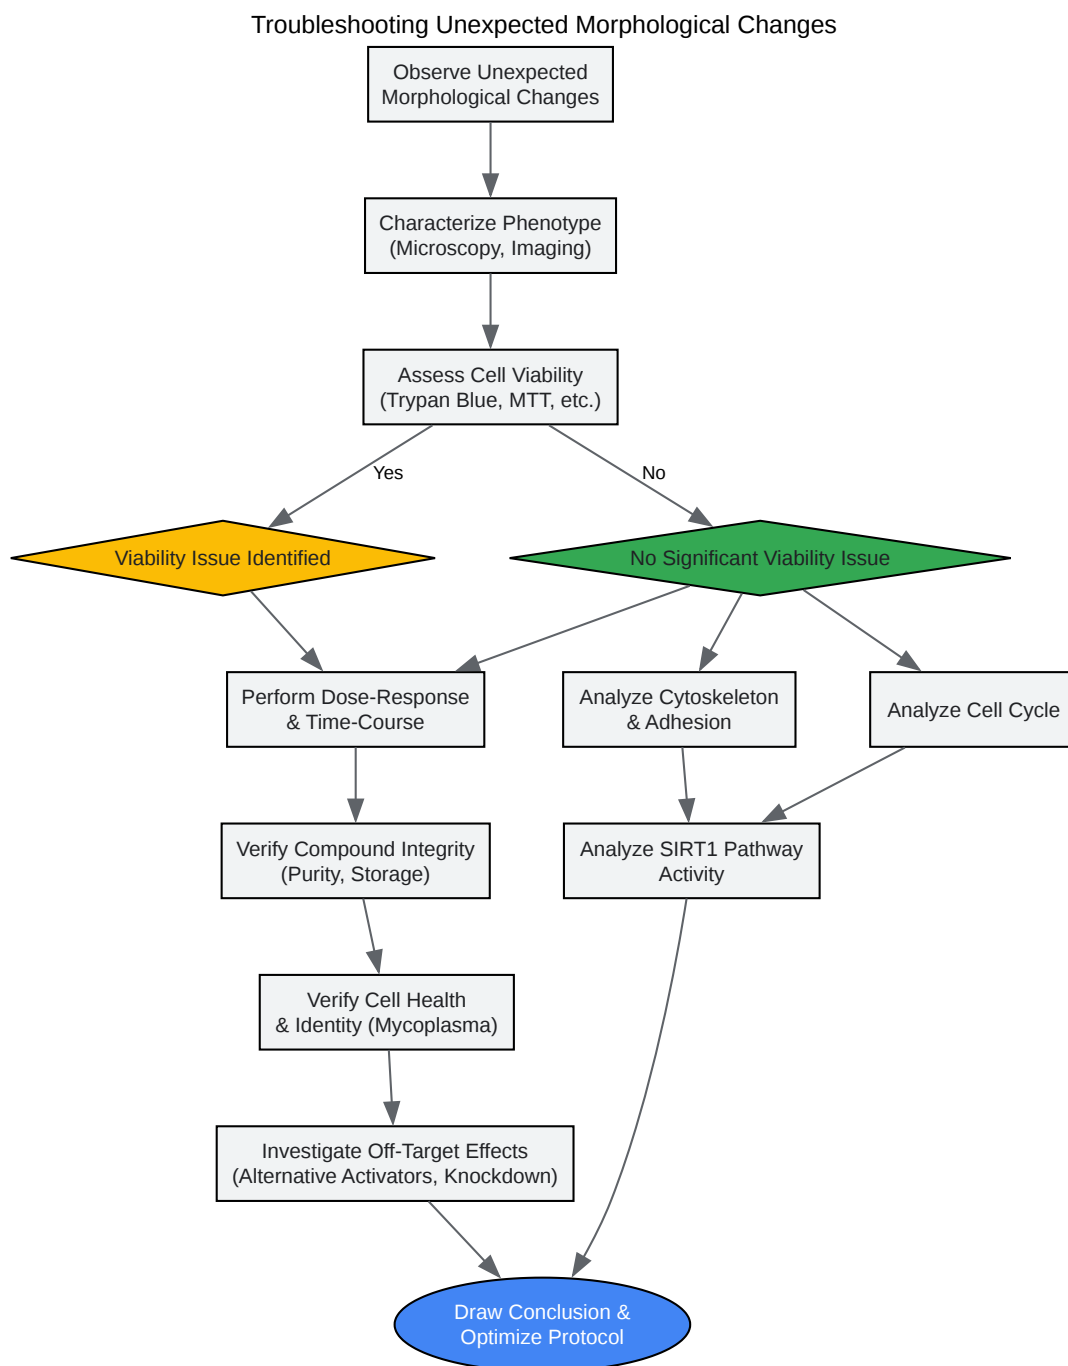 Troubleshooting Unexpected Morphological Changes
Observe Unexpected
Morphological Changes
Characterize Phenotype
(Microscopy, Imaging)
Assess Cell Viability
(Trypan Blue, MTT, etc.)
Yes
No
Viability Issue Identified
No Significant Viability Issue
Perform Dose-Response
& Time-Course
Analyze Cytoskeleton
& Adhesion
Analyze Cell Cycle
Verify Compound Integrity
(Purity, Storage)
Analyze SIRT1 Pathway
Activity
Verify Cell Health
& Identity (Mycoplasma)
Investigate Off-Target Effects
(Alternative Activators, Knockdown)
Draw Conclusion &
Optimize Protocol